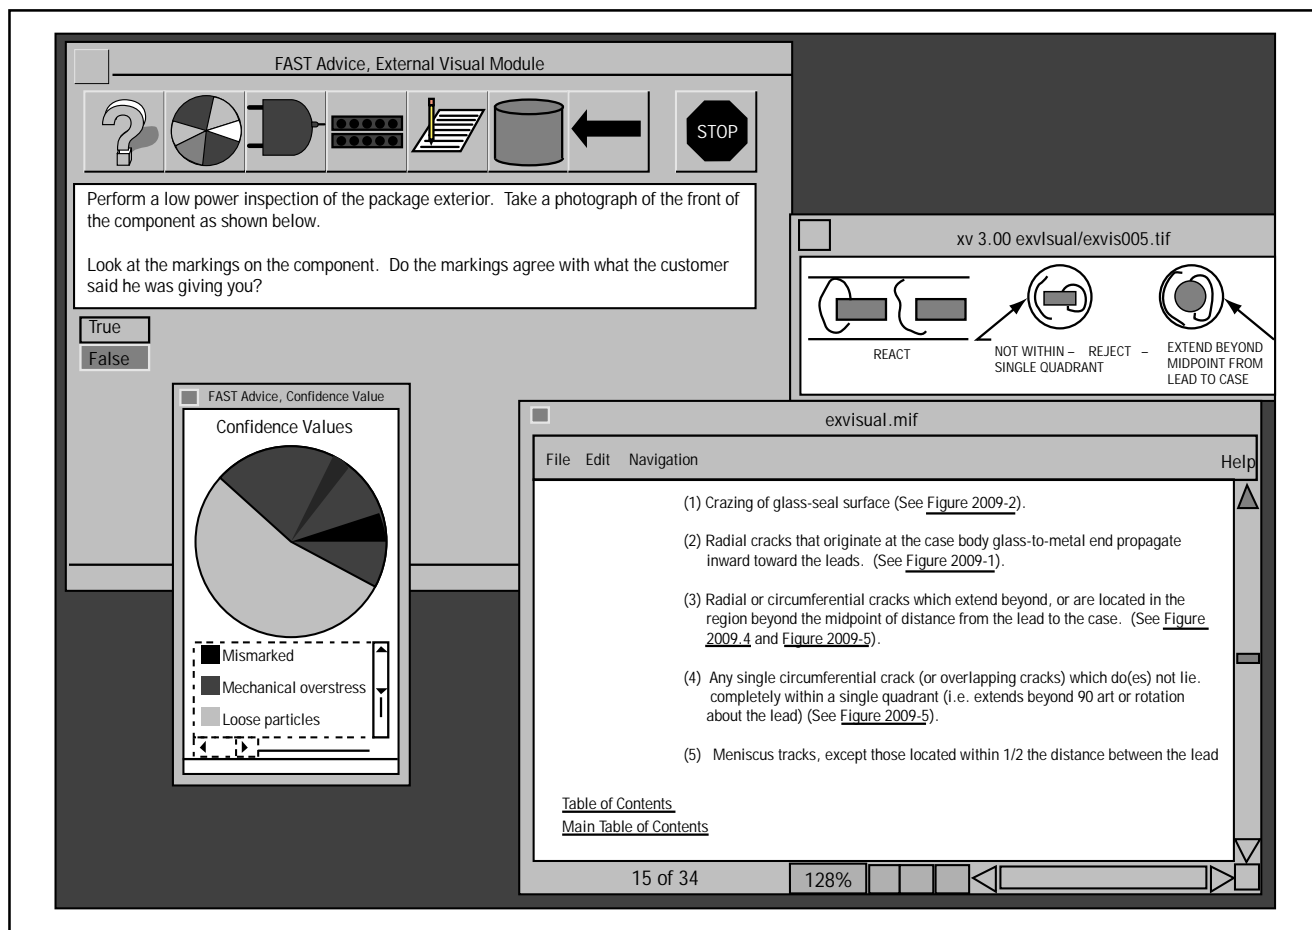 FAST Advice, External Visual Module
STOP
Perform a low power inspection of the package exterior.  Take a photograph of the front of
the component as shown below.
Look at the markings on the component.  Do the markings agree with what the customer
said he was giving you?
True
False
xv 3.00 exvIsual/exvis005.tif
REACT
NOT WITHIN –   REJECT  –
SINGLE QUADRANT
EXTEND BEYOND
MIDPOINT FROM
LEAD TO CASE
FAST Advice, Confidence Value
Confidence Values
Mismarked
Mechanical overstress
Loose particles
exvisual.mif
File Edit Navigation Help
(1) Crazing of glass-seal surface (See Figure 2009-2).
(2) Radial cracks that originate at the case body glass-to-metal end propagate
inward toward the leads.  (See Figure 2009-1).
(3) Radial or circumferential cracks which extend beyond, or are located in the
region beyond the midpoint of distance from the lead to the case.  (See Figure
2009.4 and Figure 2009-5).
(4) Any single circumferential crack (or overlapping cracks) which do(es) not lie.
completely within a single quadrant (i.e. extends beyond 90 art or rotation
about the lead) (See Figure 2009-5).
(5) Meniscus tracks, except those located within 1/2 the distance between the lead
Table of Contents
Main Table of Contents
15 of 34
128%